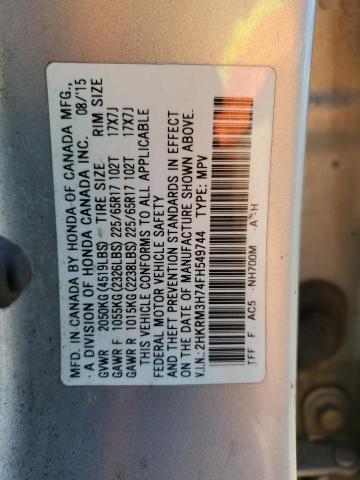 MFD. IN CANADA BY HONDA OF CANADA MFG.,
A DIVISION OF HONDA CANADA INC. 08/15
GVWR 2050KG(4519LBS) TIRE SIZE RIM SIZE
GAWR F 1055KG(2326LBS) 225/65R17 102T 17X7J
GAWR R 1015KG(2238LBS) 225/65R17 102T 17X7J
THIS VEHICLE CONFORMS TO ALL APPLICABLE
FEDERAL MOTOR VEHICLE SAFETY
AND THEFT PREVENTION STANDARDS IN EFFECT
ON THE DATE OF MANUFACTURE SHOWN ABOVE.
V.I.N.: 2HKRM3H74FH549744 TYPE: MPV
TFF F AC5 -NH700M